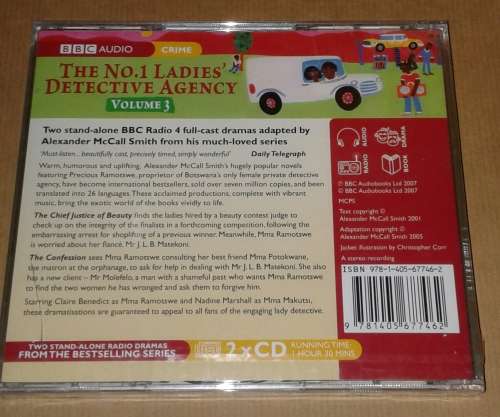 BBC AUDIO CRIME
THE NO.1 LADIES'
DETECTIVE AGENCY
VOLUME 3
Two stand-alone BBC Radio 4 full-cast dramas adapted by
Alexander McCall Smith from his much-loved series
'Must-listen... beautifully cast, precisely timed, simply wonderful' Daily Telegraph
Warm, humorous and uplifting, Alexander McCall Smith's hugely popular novels
featuring Precious Ramotswe, proprietor of Botswana's only female private detective
agency, have become international bestsellers, sold over seven million copies, and been
translated into 26 languages. These acclaimed productions, complete with vibrant
music, bring the exotic world of the books vividly to life.
The Chief Justice of Beauty finds the ladies hired by a beauty contest judge to
check up on the integrity of the finalists in a forthcoming competition, following the
embarrassing arrest for shoplifting of a previous winner. Meanwhile, Mma Ramotswe
is worried about her fiancé, Mr J. L. B. Matekoni.
The Confession sees Mma Ramotswe consulting her best friend Mma Potokwane,
the matron at the orphanage, to ask for help in dealing with Mr J. L. B. Matekoni. She also
has a new client – Mr Molefelo, a man with a shameful past who wants Mma Ramotswe
to find the two women he has wronged and ask them to forgive him.
Starring Claire Benedict as Mma Ramotswe and Nadine Marshall as Mma Makutsi,
these dramatisations are guaranteed to appeal to all fans of the engaging lady detective.
TWO STAND-ALONE RADIO DRAMAS
FROM THE BESTSELLING SERIES
2 x CD
RUNNING TIME:
1 HOUR 30 MINS
AUDIO
DRAMA
RADIO
BOOK
℗ BBC Audiobooks Ltd 2007
© BBC Audiobooks Ltd 2007
MCPS
Text copyright ©
Alexander McCall Smith 2001
Adaptation copyright ©
Alexander McCall Smith 2005
Jacket illustration by Christopher Corr
A stereo recording
ISBN 978-1-405-67746-2
9 781405 677462